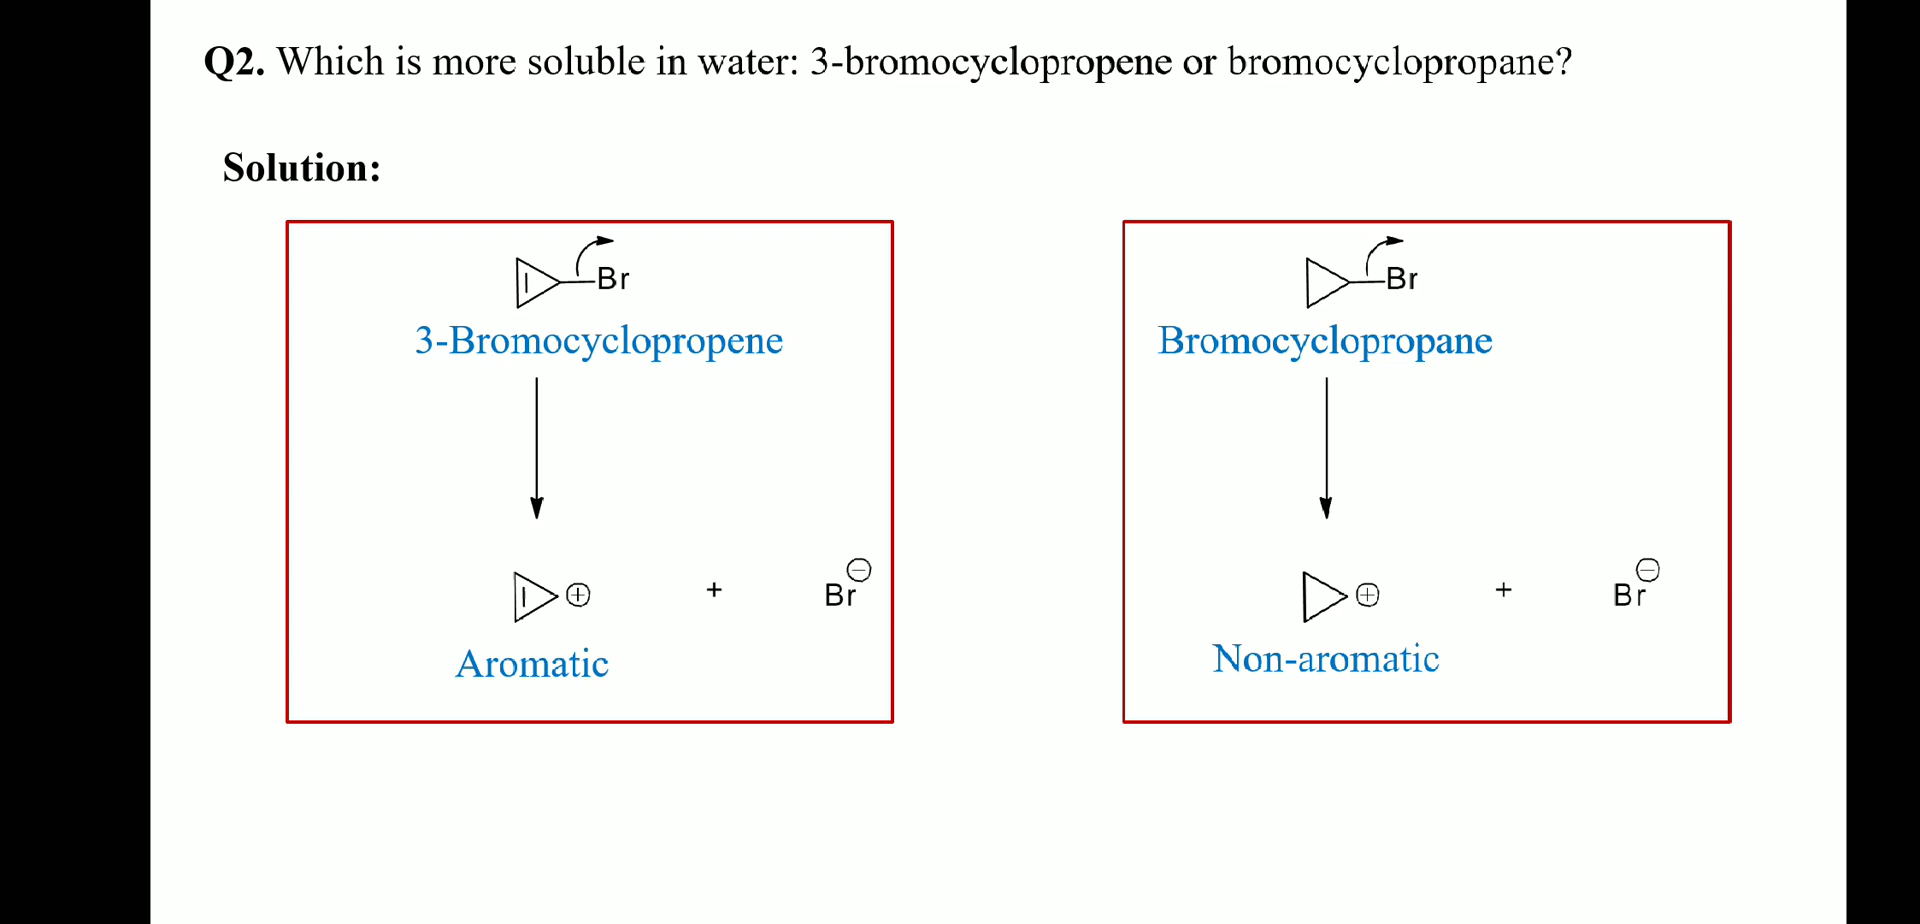 Q2. Which is more soluble in water: 3-bromocyclopropene or bromocyclopropane?
Solution:
Br
Br
3-Bromocyclopropene
Bromocyclopropane
⊕ + Br⊖
⊕ + Br⊖
Aromatic
Non-aromatic